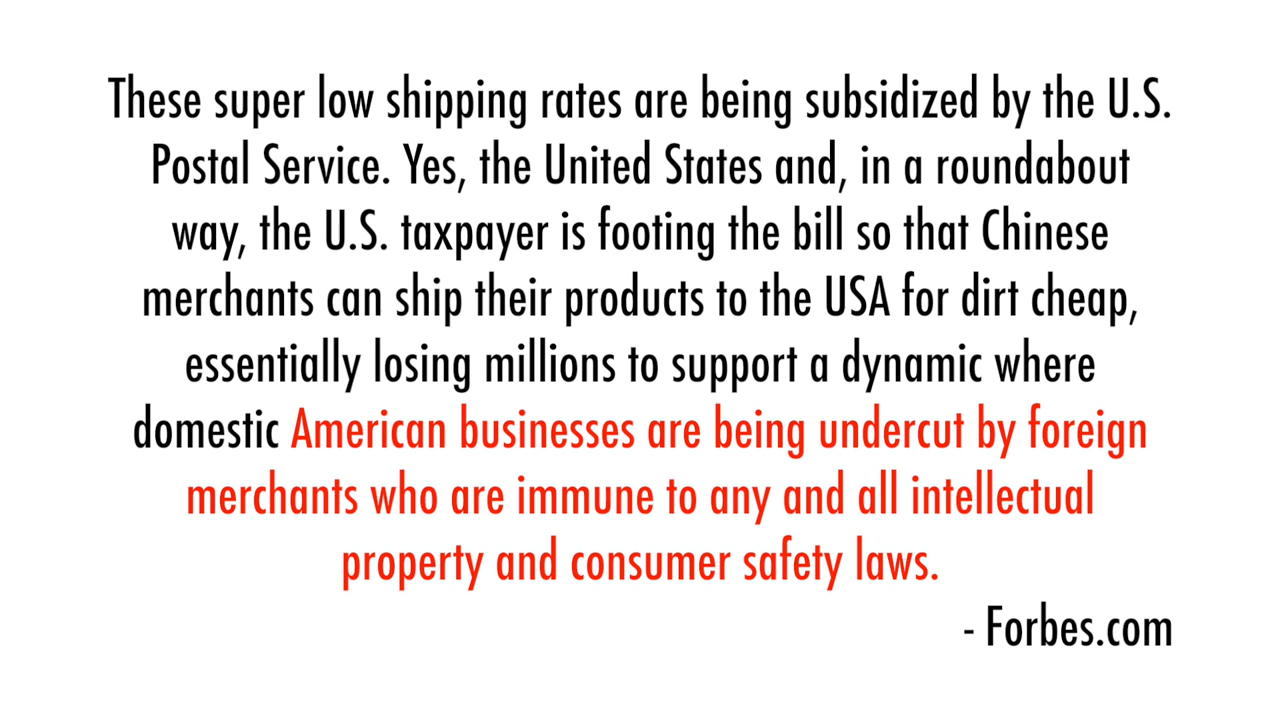 These super low shipping rates are being subsidized by the U.S.
Postal Service. Yes, the United States and, in a roundabout
way, the U.S. taxpayer is footing the bill so that Chinese
merchants can ship their products to the USA for dirt cheap,
essentially losing millions to support a dynamic where
domestic American businesses are being undercut by foreign
merchants who are immune to any and all intellectual
property and consumer safety laws.
- Forbes.com